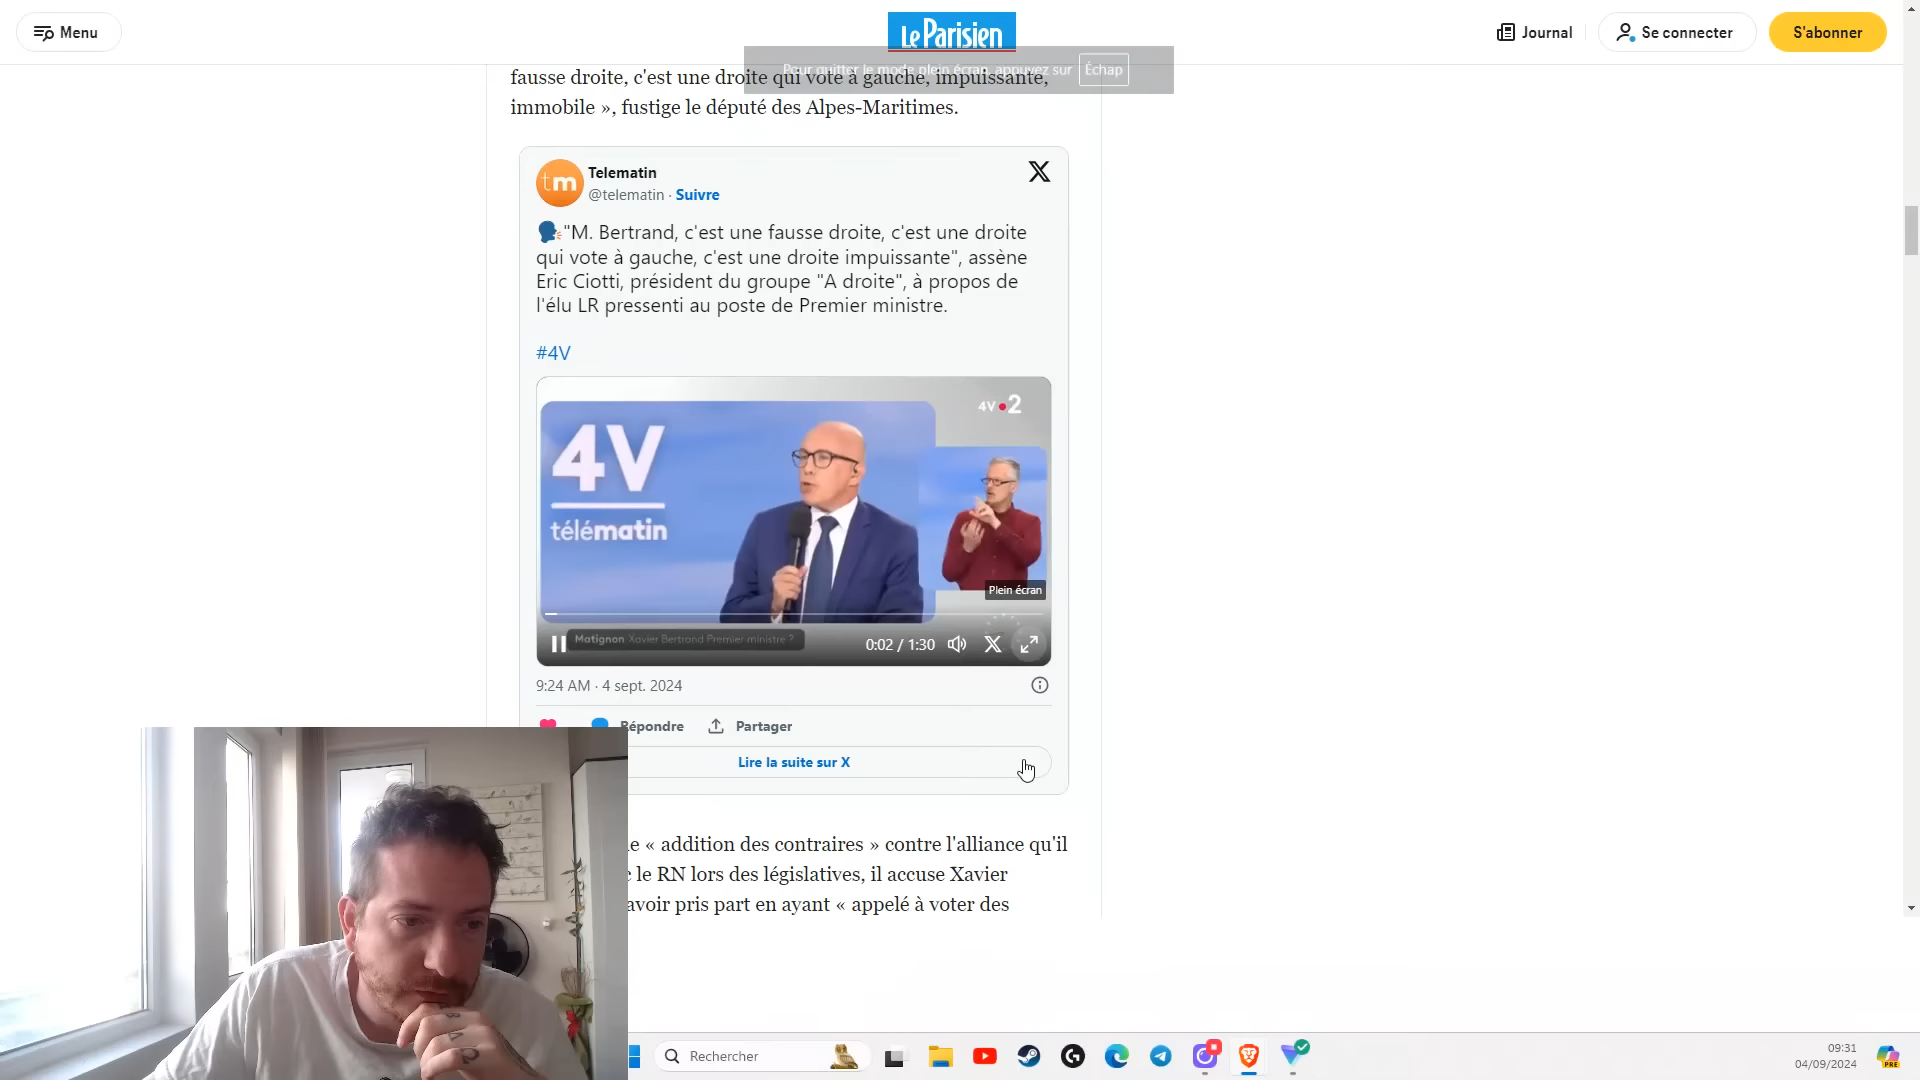 Menu
Le Parisien
Journal
Se connecter
S'abonner
Pour quitter le mode plein écran, appuyez sur Échap
fausse droite, c'est une droite qui vote à gauche, impuissante,
immobile », fustige le député des Alpes-Maritimes.
tm
Telematin
@telematin · Suivre
"M. Bertrand, c'est une fausse droite, c'est une droite
qui vote à gauche, c'est une droite impuissante", assène
Eric Ciotti, président du groupe "A droite", à propos de
l'élu LR pressenti au poste de Premier ministre.
#4V
4V 2
4V
télématin
Plein écran
Matignon Xavier Bertrand Premier ministre ?
0:02 / 1:30
9:24 AM · 4 sept. 2024
Répondre
Partager
Lire la suite sur X
« addition des contraires » contre l'alliance qu'il
le RN lors des législatives, il accuse Xavier
avoir pris part en ayant « appelé à voter des
Rechercher
09:31
04/09/2024
PRE